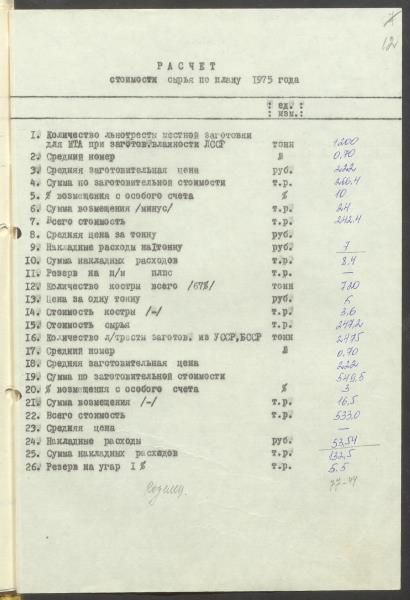 12
РАСЧЕТ
стоимости сырья по плану 1975 года
: ед. :
: изм.:
I. Количество льнотресты местной заготовки
для МТА при заготов.влажности ЛССР тонн 1200
2. Средний номер № 0,70
3. Средняя заготовительная цена руб. 222
4. Сумма по заготовительной стоимости т.р. 266.4
5. % возмещения с особого счета % 10
6. Сумма возмещения /минус/ т.р. 24
7. Всего стоимость т.р. 242.4
8. Средняя цена за тонну руб.
9. Накладные расходы на I тонну руб. 7
10. Сумма накладных расходов т.р. 8.4
11. Резерв на п/м плюс т.р. —
12. Количество костры всего /67%/ тонн 720
13. Цена за одну тонну руб. 5
14. Стоимость костры /-/ т.р. 3,6
15. Стоимость сырья т.р. 247,2
16. Количество л/тресты заготов. из УССР,БССР тонн 2475
17. Средний номер № 0,70
18. Средняя заготовительная цена 222
19. Сумма по заготовительной стоимости 549,5
20. % возмещения с особого счета % 3
21. Сумма возмещения /-/ т.р. 16,5
22. Всего стоимость т.р. 533,0
23. Средняя цена —
24. Накладные расходы руб. 53,54
25. Сумма накладных расходов т.р. 132,5
26. Резерв на угар I % т.р. 5.5
77-44